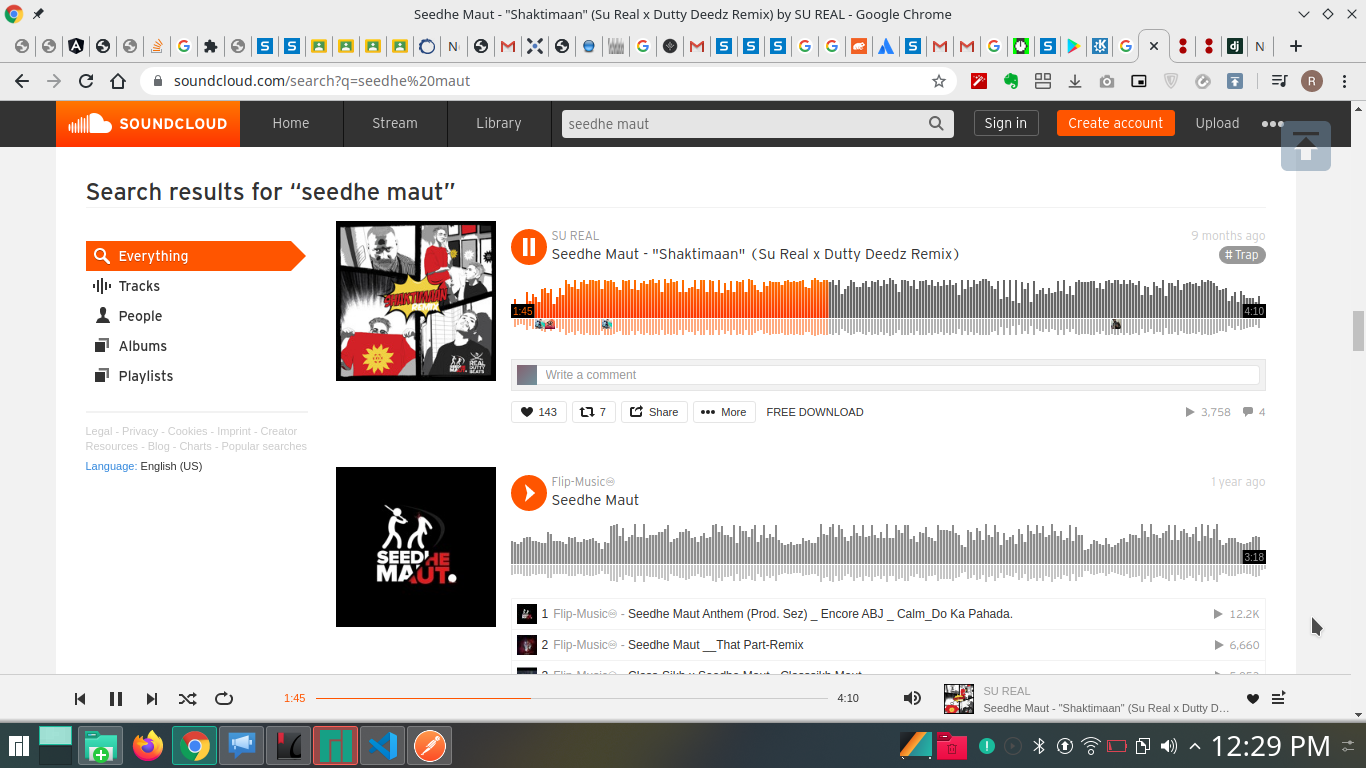 Seedhe Maut - "Shaktimaan" (Su Real x Dutty Deedz Remix) by SU REAL - Google Chrome
soundcloud.com/search?q=seedhe%20maut
R
SOUNDCLOUD
Home
Stream
Library
seedhe maut
Sign in
Create account
Upload
Search results for “seedhe maut”
Everything
Tracks
People
Albums
Playlists
Legal - Privacy - Cookies - Imprint - Creator
Resources - Blog - Charts - Popular searches
Language: English (US)
SHAKTIMAAN
SU REAL
9 months ago
Seedhe Maut - "Shaktimaan" (Su Real x Dutty Deedz Remix)
# Trap
1:45
4:10
Write a comment
143
7
Share
More
FREE DOWNLOAD
3,758
4
SEEDHE
MAUT.
Flip-Music♾
1 year ago
Seedhe Maut
3:18
1 Flip-Music♾ - Seedhe Maut Anthem (Prod. Sez) _ Encore ABJ _ Calm_Do Ka Pahada.
12.2K
2 Flip-Music♾ - Seedhe Maut __That Part-Remix
6,660
1:45
4:10
SU REAL
Seedhe Maut - "Shaktimaan" (Su Real x Dutty D...
12:29 PM